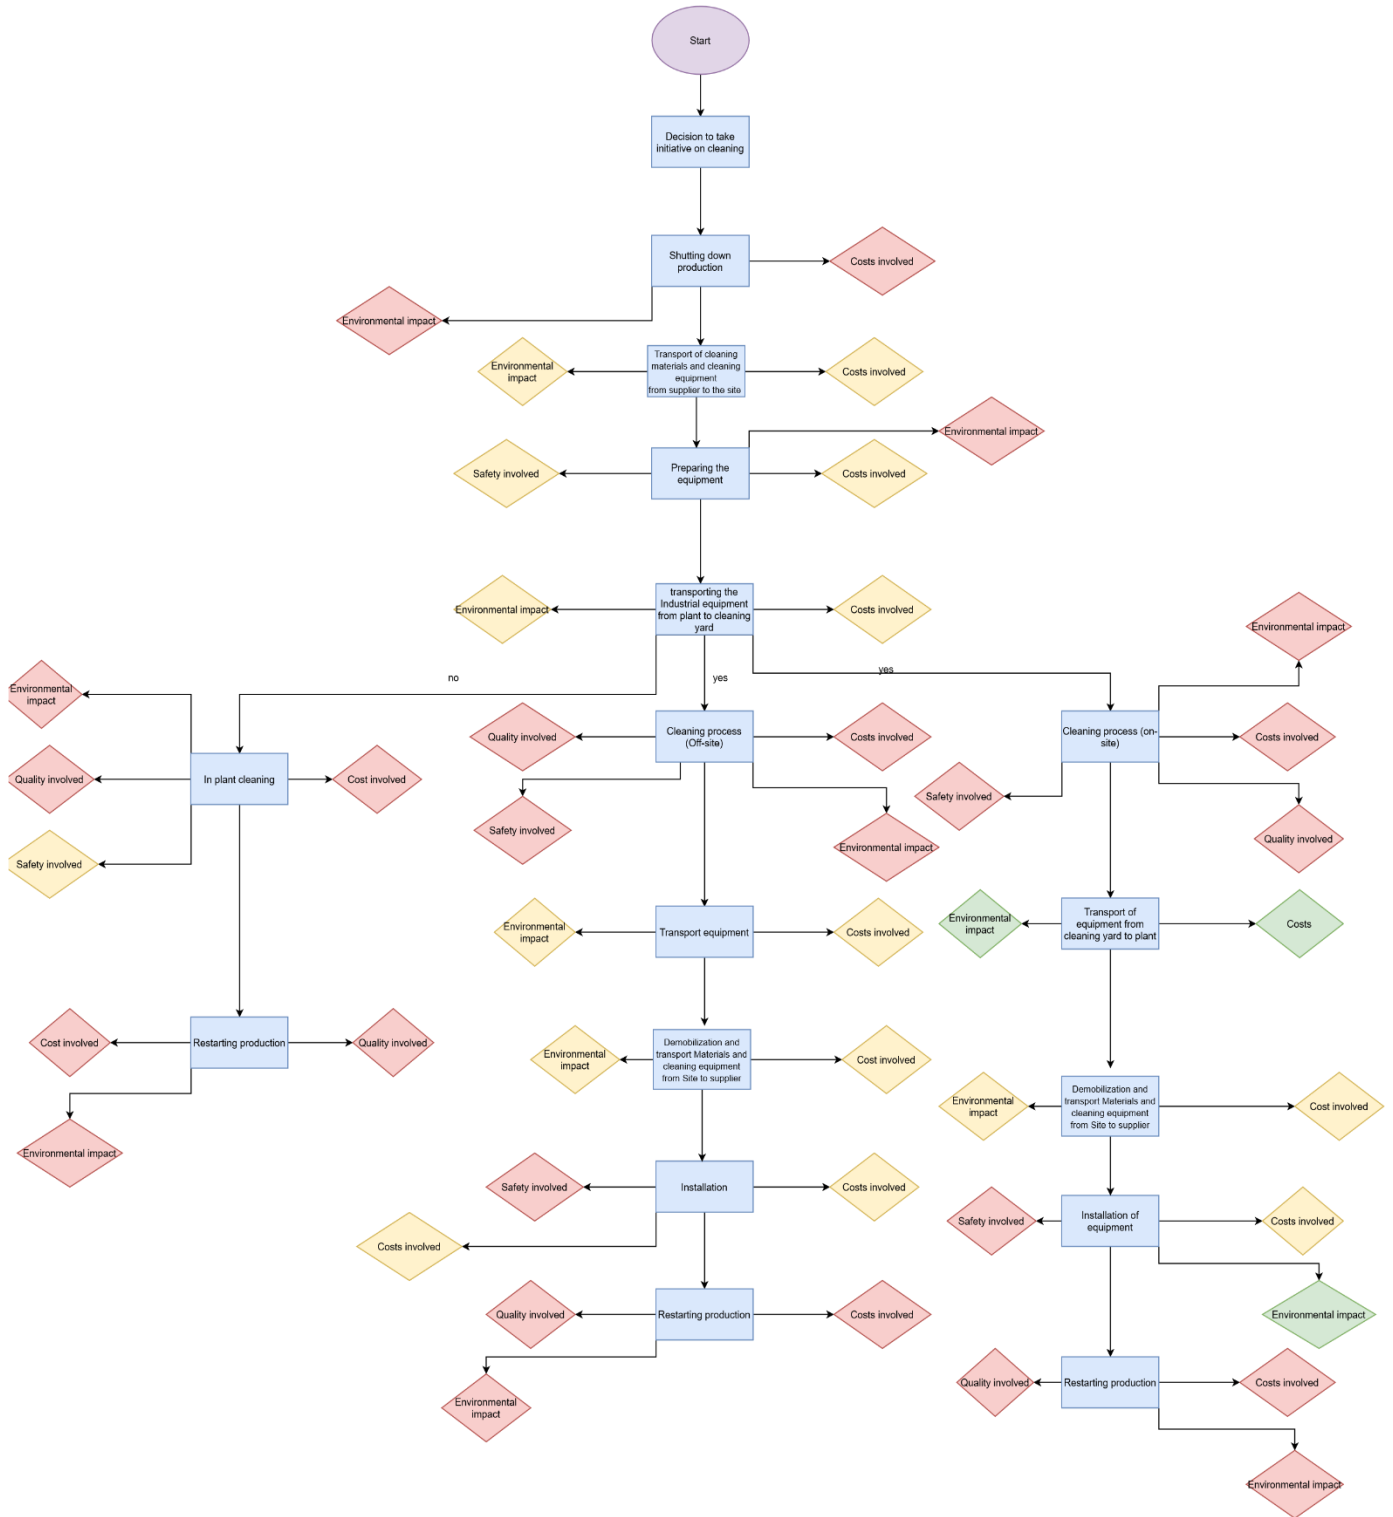 Start
Decision to take
initiative on cleaning
Shutting down
production
Costs involved
Environmental impact
Transport of cleaning
materials and cleaning
equipment
from supplier to the site
Environmental
impact
Costs involved
Environmental impact
Preparing the
equipment
Safety involved
Costs involved
transporting the
Industrial equipment
from plant to cleaning
yard
Environmental impact
Costs involved
Environmental impact
no
yes
yes
Environmental
impact
Quality involved
In plant cleaning
Cost involved
Safety involved
Quality involved
Cleaning process
(Off-site)
Costs involved
Safety involved
Environmental impact
Cleaning process (on-
site)
Costs involved
Safety involved
Quality involved
Environmental
impact
Transport equipment
Costs involved
Environmental
impact
Transport of
equipment from
cleaning yard to plant
Costs
Cost involved
Restarting production
Quality involved
Environmental impact
Environmental
impact
Demobilization and
transport Materials and
cleaning equipment
from Site to supplier
Cost involved
Environmental
impact
Demobilization and
transport Materials and
cleaning equipment
from Site to supplier
Cost involved
Safety involved
Installation
Costs involved
Costs involved
Safety involved
Installation of
equipment
Costs involved
Environmental impact
Quality involved
Restarting production
Costs involved
Environmental
impact
Quality involved
Restarting production
Costs involved
Environmental impact